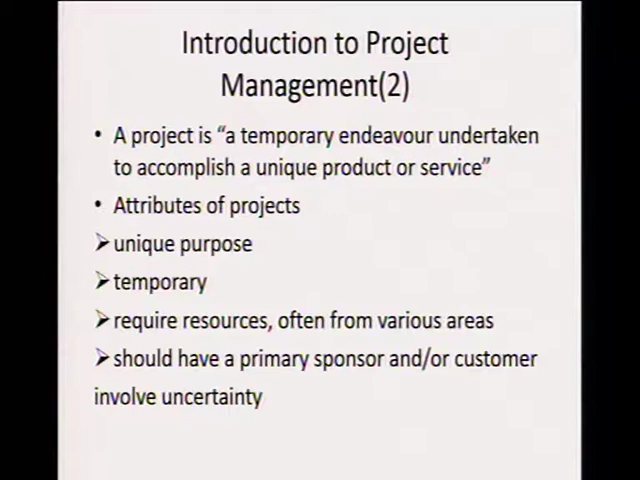 Introduction to Project
Management(2)
• A project is “a temporary endeavour undertaken
to accomplish a unique product or service”
• Attributes of projects
➢unique purpose
➢temporary
➢require resources, often from various areas
➢should have a primary sponsor and/or customer
involve uncertainty